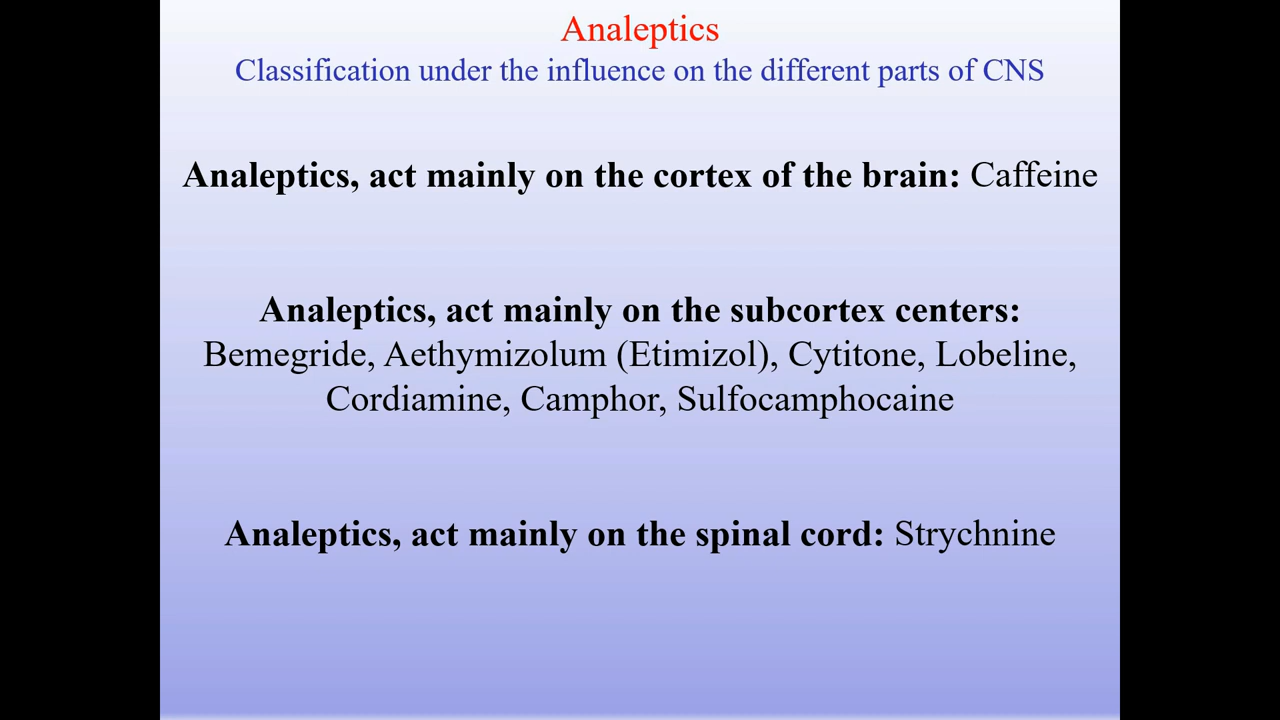 Analeptics
Classification under the influence on the different parts of CNS
Analeptics, act mainly on the cortex of the brain: Caffeine
Analeptics, act mainly on the subcortex centers:
Bemegride, Aethymizolum (Etimizol), Cytitone, Lobeline,
Cordiamine, Camphor, Sulfocamphocaine
Analeptics, act mainly on the spinal cord: Strychnine